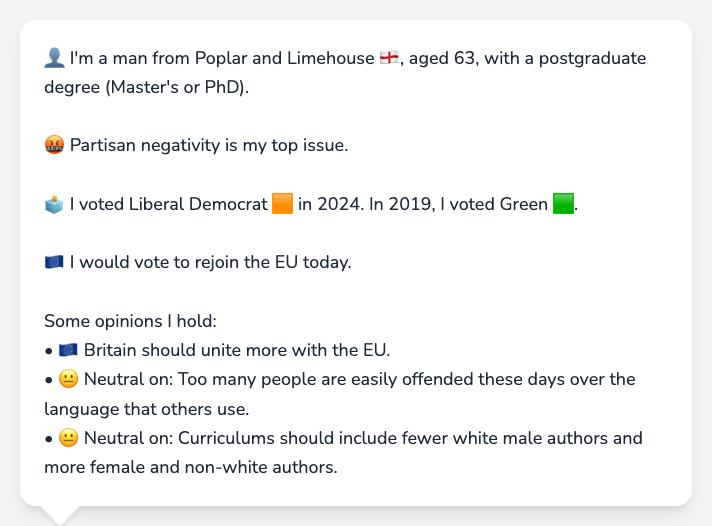 👤 I'm a man from Poplar and Limehouse 🏴󠁧󠁢󠁥󠁮󠁧󠁿, aged 63, with a postgraduate
degree (Master's or PhD).
🤬 Partisan negativity is my top issue.
🗳️ I voted Liberal Democrat 🟧 in 2024. In 2019, I voted Green 🟩.
🇪🇺 I would vote to rejoin the EU today.
Some opinions I hold:
• 🇪🇺 Britain should unite more with the EU.
• 😐 Neutral on: Too many people are easily offended these days over the
language that others use.
• 😐 Neutral on: Curriculums should include fewer white male authors and
more female and non-white authors.